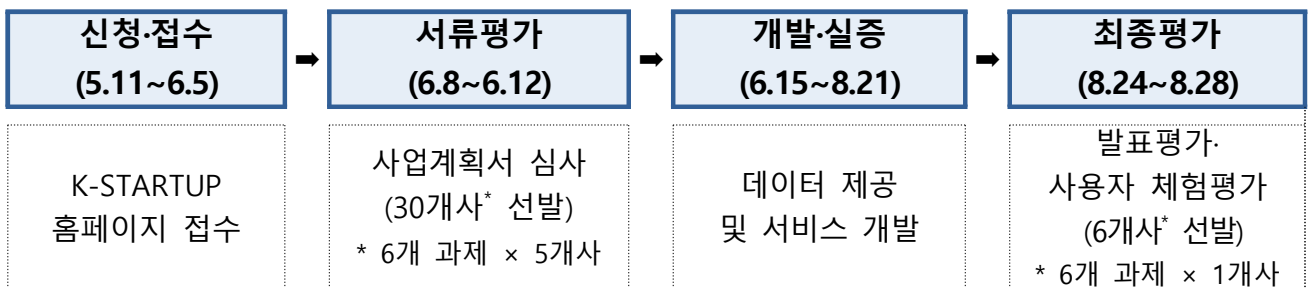 신청·접수
(5.11~6.5)
➡
서류평가
(6.8~6.12)
➡
개발·실증
(6.15~8.21)
➡
최종평가
(8.24~8.28)
K-STARTUP
홈페이지 접수
사업계획서 심사
(30개사* 선발)
* 6개 과제 × 5개사
데이터 제공
및 서비스 개발
발표평가·
사용자 체험평가
(6개사* 선발)
* 6개 과제 × 1개사